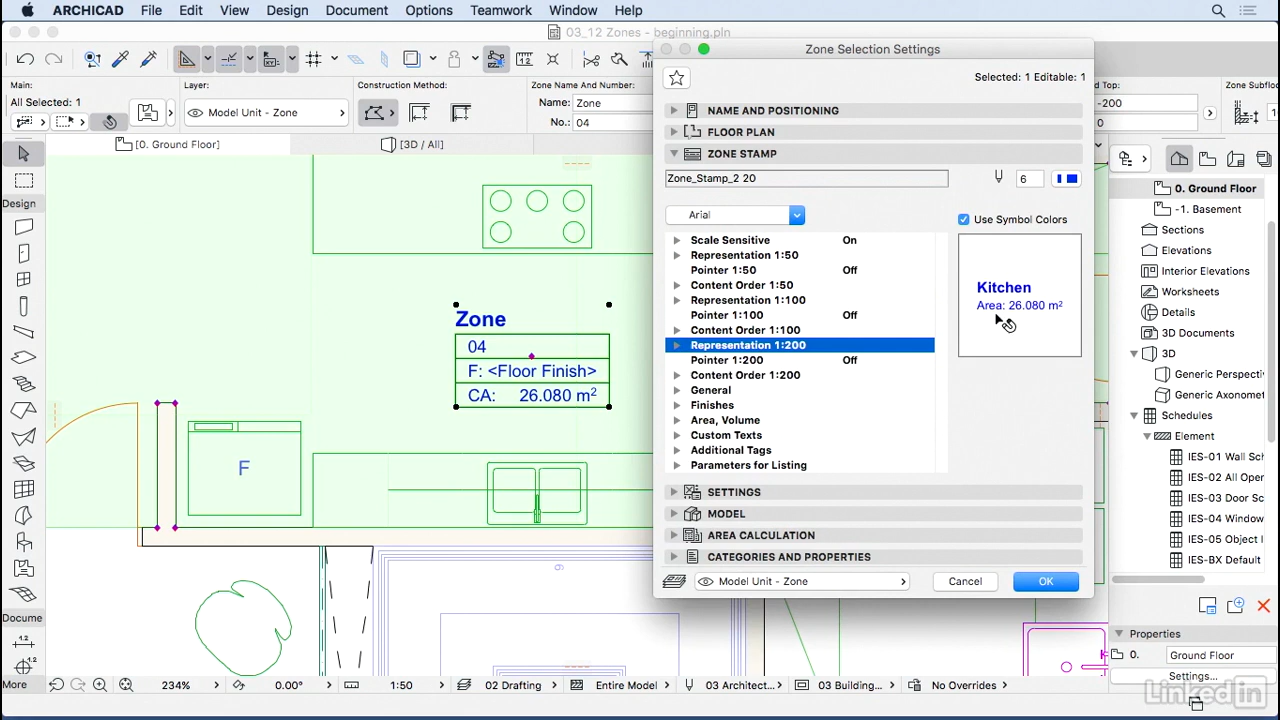 ARCHICAD File Edit View Design Document Options Teamwork Window Help
03_12 Zones - beginning.pln
Zone Selection Settings
Selected: 1 Editable: 1
Main:
All Selected: 1
Layer:
Model Unit - Zone
Construction Method:
Zone Name And Number:
Name: Zone
No.: 04
d Top:
-200
0
Zone Subflo
[0. Ground Floor]
[3D / All]
Design
Docume
More
NAME AND POSITIONING
FLOOR PLAN
ZONE STAMP
Zone_Stamp_2 20
6
Arial
Use Symbol Colors
Scale Sensitive On
Representation 1:50
Pointer 1:50 Off
Content Order 1:50
Representation 1:100
Pointer 1:100 Off
Content Order 1:100
Representation 1:200
Pointer 1:200 Off
Content Order 1:200
General
Finishes
Area, Volume
Custom Texts
Additional Tags
Parameters for Listing
Kitchen
Area: 26.080 m²
SETTINGS
MODEL
AREA CALCULATION
CATEGORIES AND PROPERTIES
Model Unit - Zone
Cancel
OK
Zone
04
F: <Floor Finish>
CA: 26.080 m²
F
0. Ground Floor
-1. Basement
Sections
Elevations
Interior Elevations
Worksheets
Details
3D Documents
3D
Generic Perspecti
Generic Axonomet
Schedules
Element
IES-01 Wall Sch
IES-02 All Open
IES-03 Door Sc
IES-04 Window
IES-05 Object I
IES-BX Default
Properties
0. Ground Floor
Settings...
234%
0.00°
1:50
02 Drafting
Entire Model
03 Architect...
03 Building...
No Overrides
LinkedIn